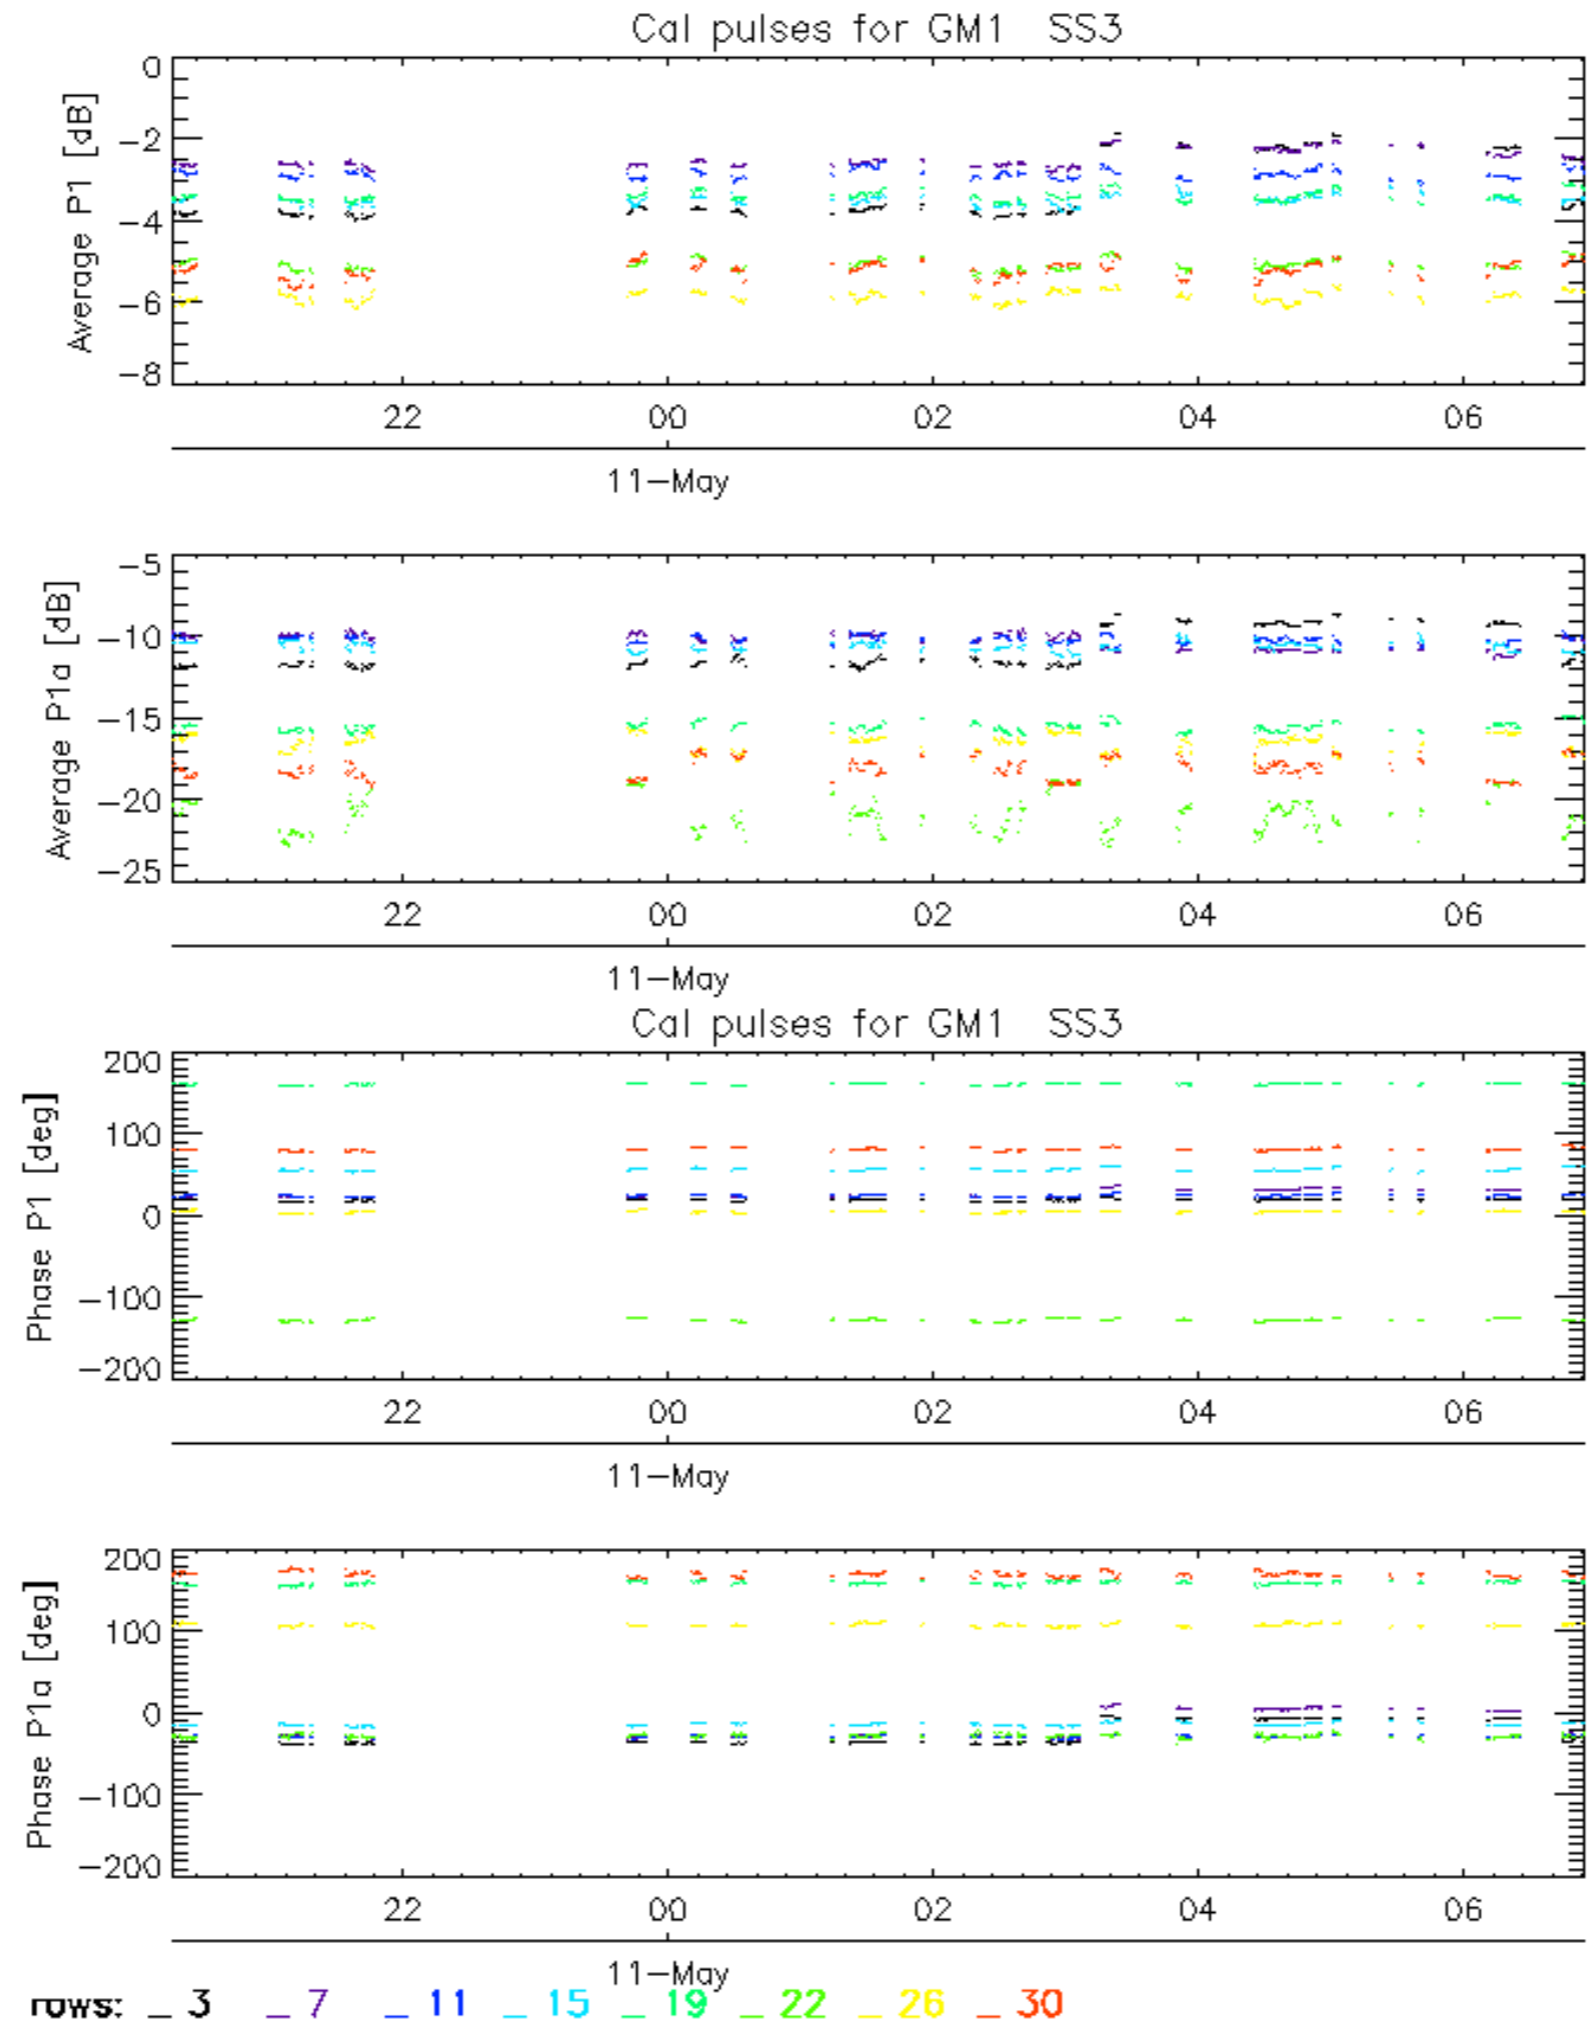 Cal pulses for GM1 SS3
Average P1 [dB]
0
−2
−4
−6
−8
22 00 02 04 06
11−May
Average P1a [dB]
−5
−10
−15
−20
−25
22 00 02 04 06
11−May
Cal pulses for GM1 SS3
Phase P1 [deg]
200
100
0
−100
−200
22 00 02 04 06
11−May
Phase P1a [deg]
200
100
0
−100
−200
22 00 02 04 06
11−May
rows: _ 3 _ 7 _ 11 _ 15 _ 19 _ 22 _ 26 _ 30